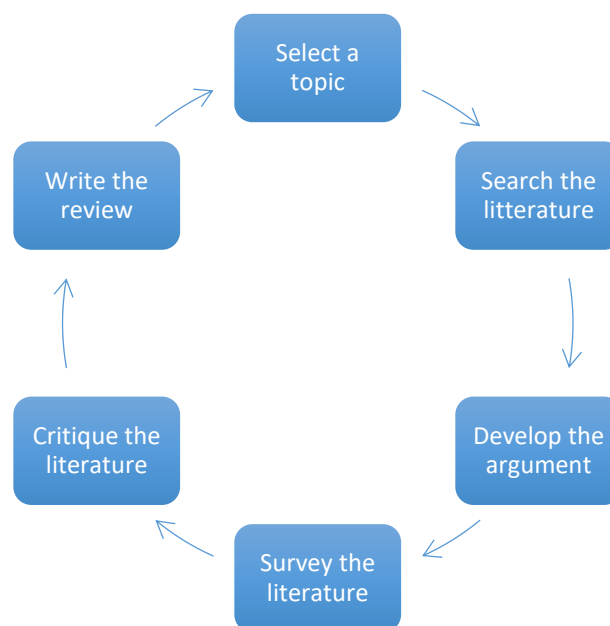 Select a
topic
Search the
litterature
Develop the
argument
Survey the
literature
Critique the
literature
Write the
review